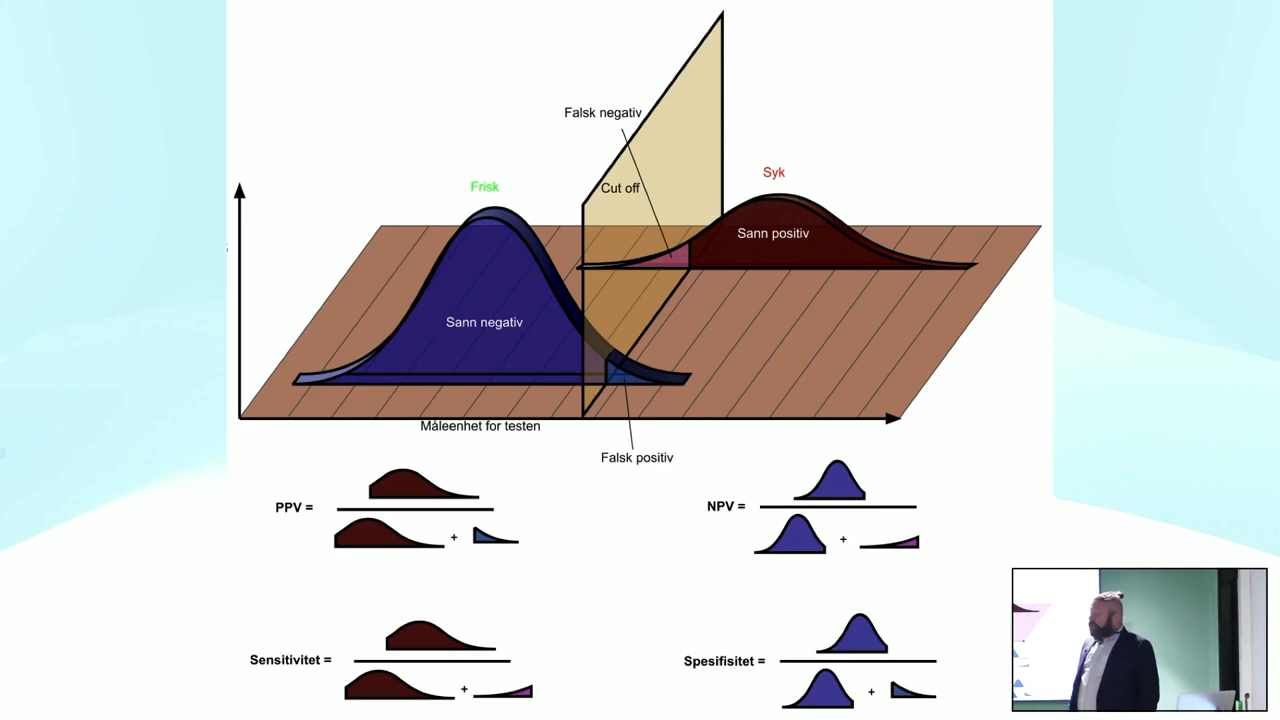 Falsk negativ
Syk
Frisk
Cut off
Sann positiv
Sann negativ
Måleenhet for testen
Falsk positiv
PPV =
+
NPV =
+
Sensitivitet =
+
Spesifisitet =
+